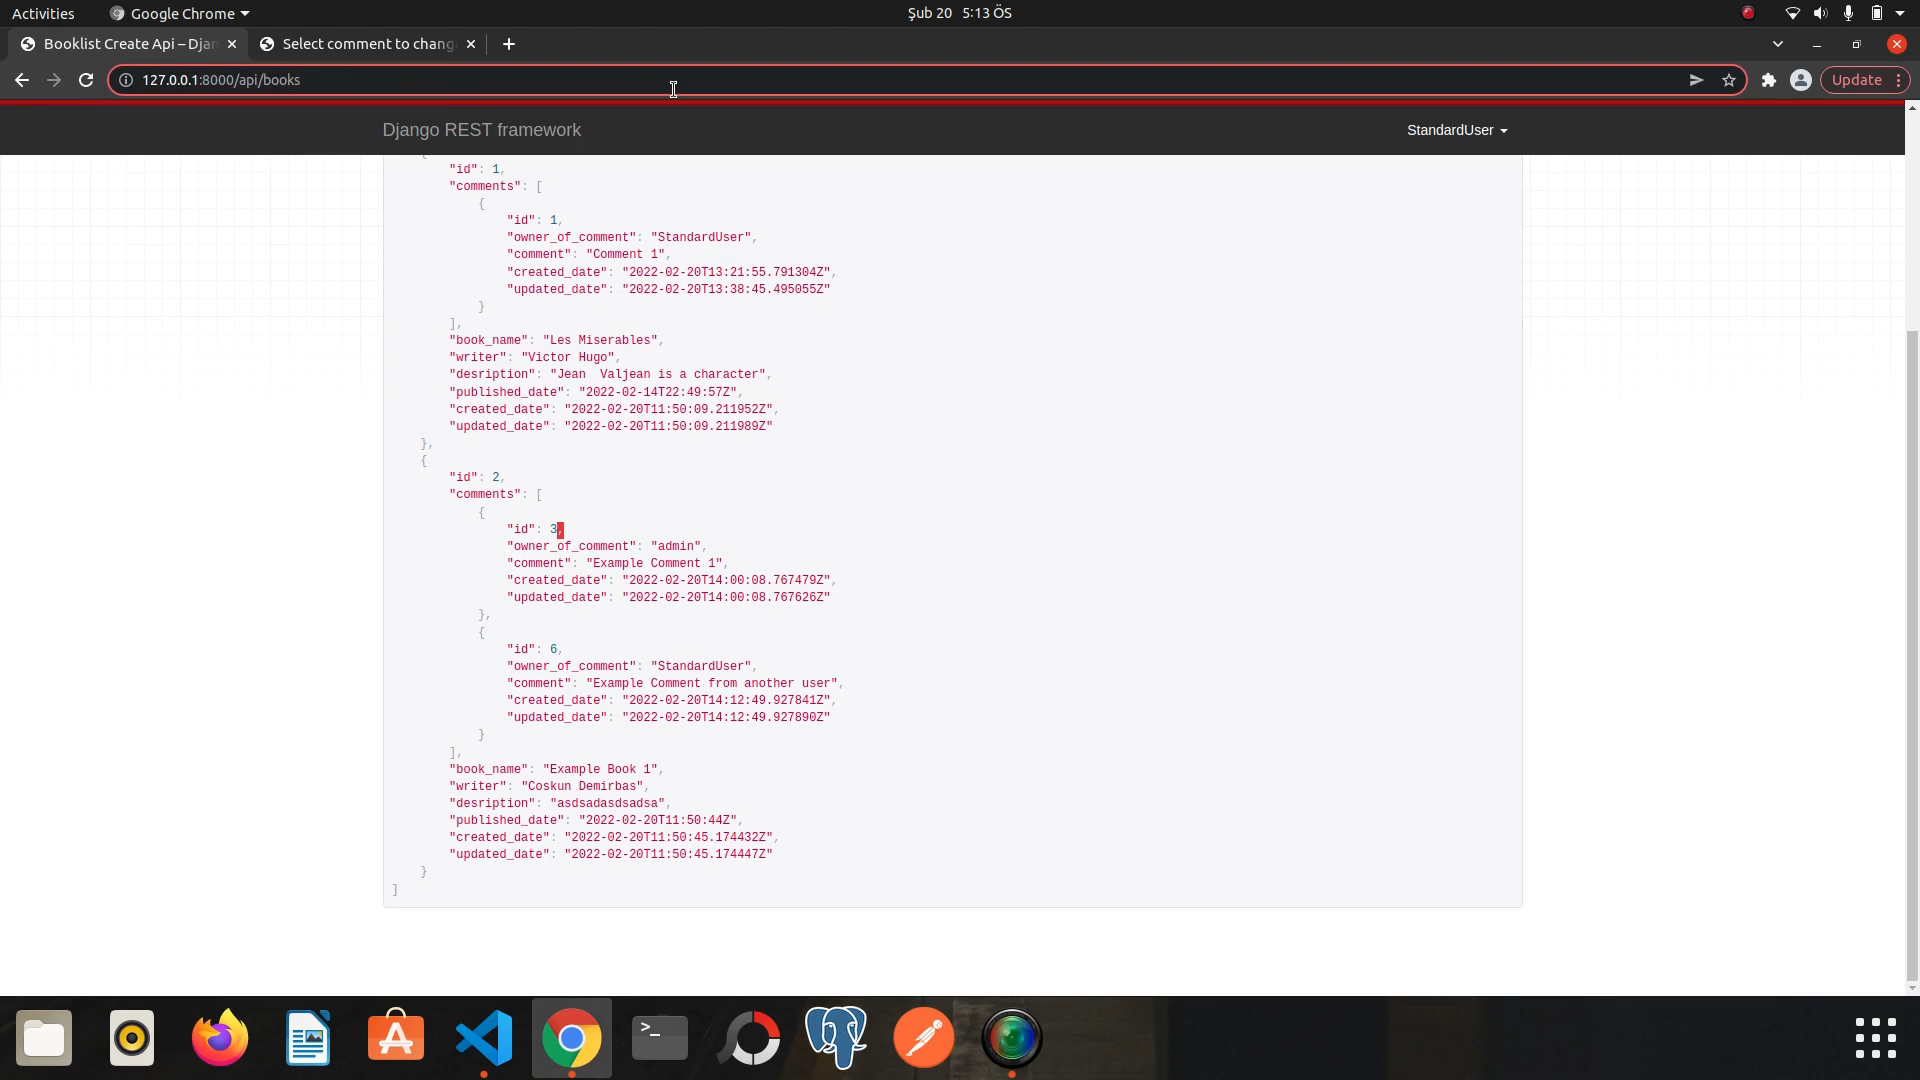 Activities
Google Chrome
Şub 20 5:13 ÖS
Booklist Create Api – Djan
Select comment to chang
127.0.0.1:8000/api/books
Update
Django REST framework
StandardUser
{
"id": 1,
"comments": [
{
"id": 1,
"owner_of_comment": "StandardUser",
"comment": "Comment 1",
"created_date": "2022-02-20T13:21:55.791304Z",
"updated_date": "2022-02-20T13:38:45.495055Z"
}
],
"book_name": "Les Miserables",
"writer": "Victor Hugo",
"desription": "Jean  Valjean is a character",
"published_date": "2022-02-14T22:49:57Z",
"created_date": "2022-02-20T11:50:09.211952Z",
"updated_date": "2022-02-20T11:50:09.211989Z"
},
{
"id": 2,
"comments": [
{
"id": 3,
"owner_of_comment": "admin",
"comment": "Example Comment 1",
"created_date": "2022-02-20T14:00:08.767479Z",
"updated_date": "2022-02-20T14:00:08.767626Z"
},
{
"id": 6,
"owner_of_comment": "StandardUser",
"comment": "Example Comment from another user",
"created_date": "2022-02-20T14:12:49.927841Z",
"updated_date": "2022-02-20T14:12:49.927890Z"
}
],
"book_name": "Example Book 1",
"writer": "Coskun Demirbas",
"desription": "asdsadasdsadsa",
"published_date": "2022-02-20T11:50:44Z",
"created_date": "2022-02-20T11:50:45.174432Z",
"updated_date": "2022-02-20T11:50:45.174447Z"
}
]